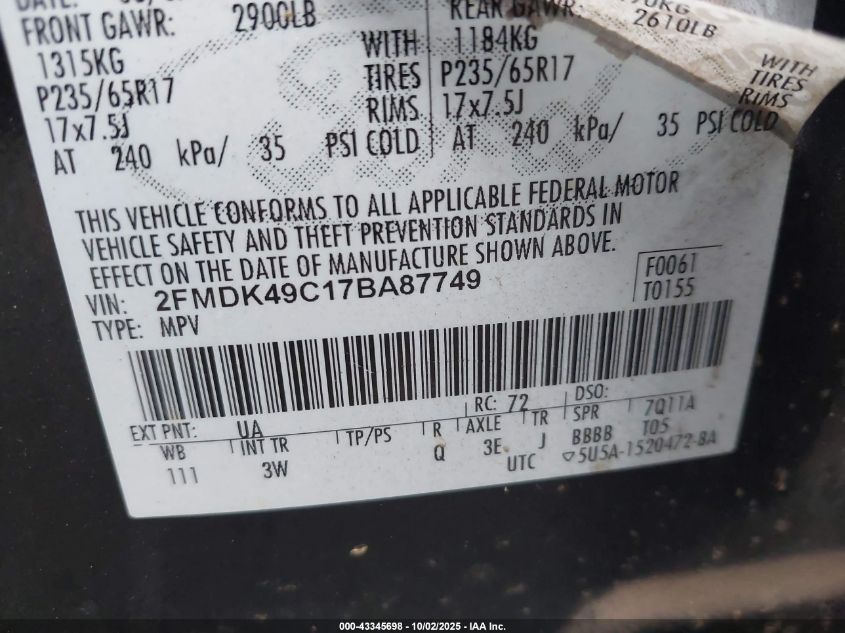 DATE:
FRONT GAWR: 2900LB
1315KG WITH
P235/65R17 TIRES
17x7.5J RIMS
AT 240 kPa/ 35 PSI COLD
REAR GAWR:
1184KG 2610LB
P235/65R17 WITH
17x7.5J TIRES
RIMS
AT 240 kPa/ 35 PSI COLD
THIS VEHICLE CONFORMS TO ALL APPLICABLE FEDERAL MOTOR
VEHICLE SAFETY AND THEFT PREVENTION STANDARDS IN
EFFECT ON THE DATE OF MANUFACTURE SHOWN ABOVE.
VIN: 2FMDK49C17BA87749 F0061
TYPE: MPV T0155
EXT PNT: UA RC: 72 DSO:
WB INT TR TP/PS R AXLE TR SPR 7Q11A
111 3W Q 3E J BBBB T05
UTC ▽5U5A-1520472-BA
000-43345698 - 10/02/2025 - IAA Inc.